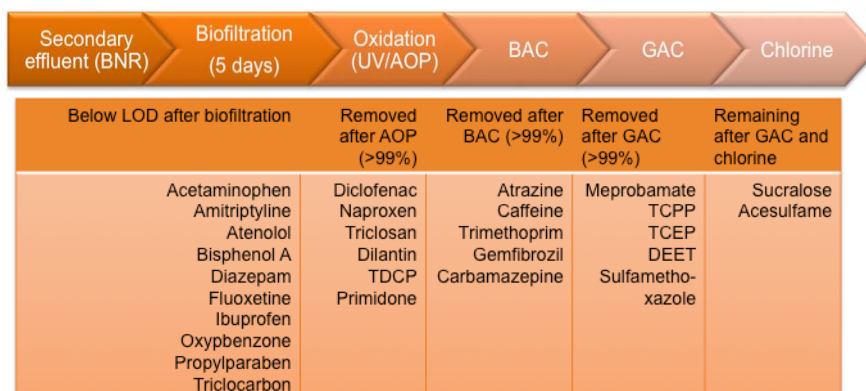 Secondary
effluent (BNR)
Biofiltration
(5 days)
Oxidation
(UV/AOP)
BAC
GAC
Chlorine
Below LOD after biofiltration
Removed
after AOP
(>99%)
Removed after
BAC (>99%)
Removed
after GAC
(>99%)
Remaining
after GAC and
chlorine
Acetaminophen
Amitriptyline
Atenolol
Bisphenol A
Diazepam
Fluoxetine
Ibuprofen
Oxypbenzone
Propylparaben
Triclocarbon
Diclofenac
Naproxen
Triclosan
Dilantin
TDCP
Primidone
Atrazine
Caffeine
Trimethoprim
Gemfibrozil
Carbamazepine
Meprobamate
TCPP
TCEP
DEET
Sulfametho-
xazole
Sucralose
Acesulfame